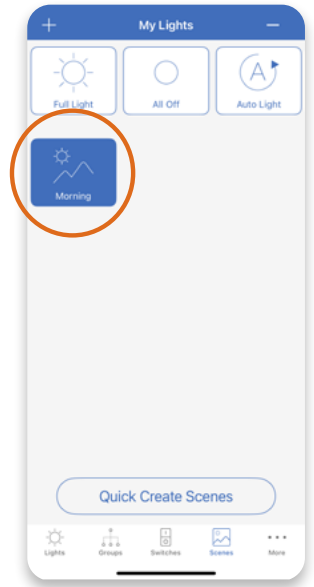 My Lights
Full Light
All Off
A
Auto Light
Morning
Quick Create Scenes
Lights
Groups
Switches
Scenes
More